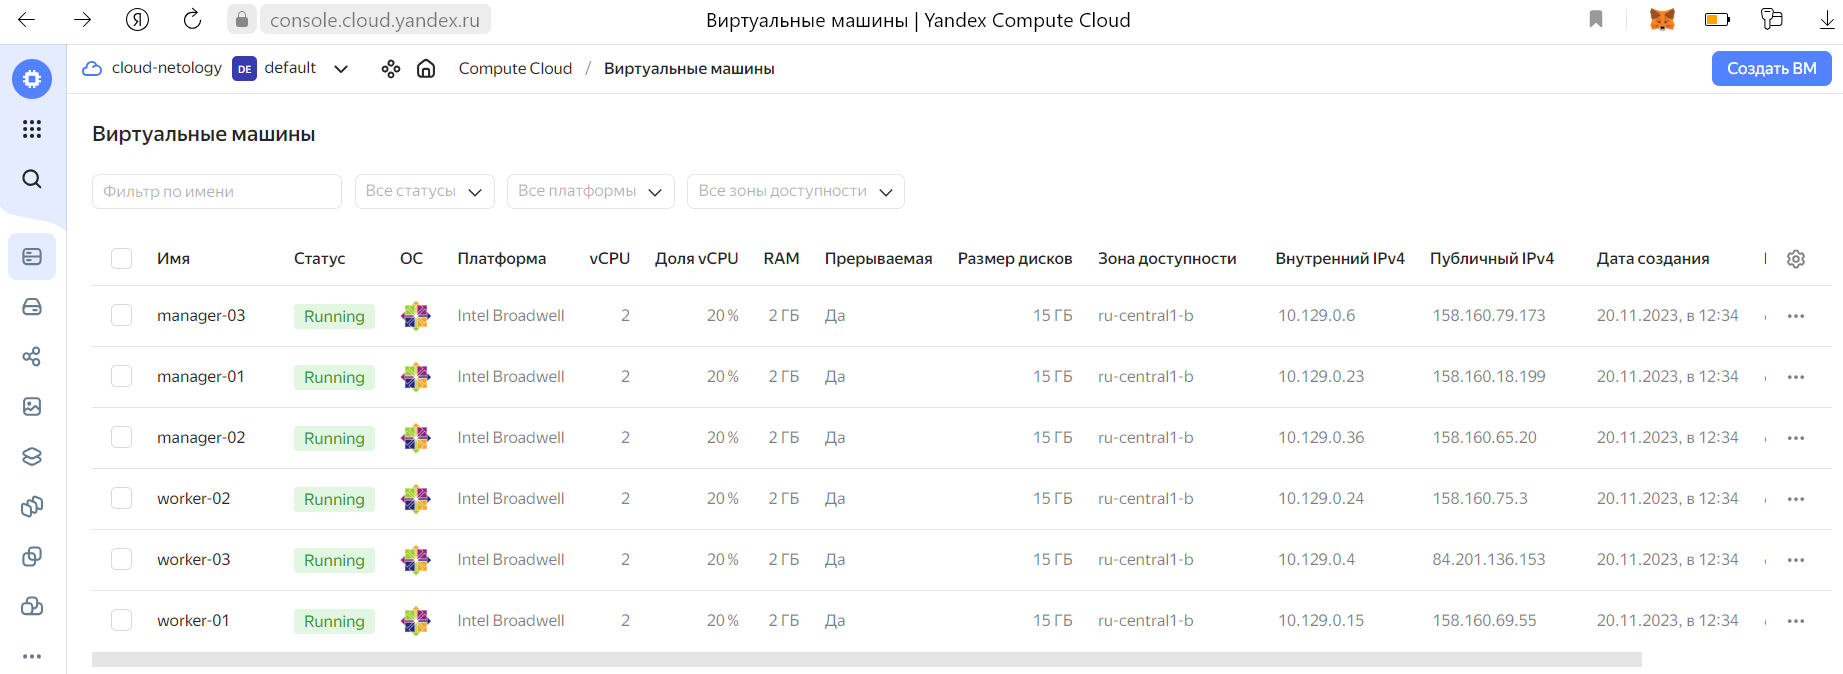 console.cloud.yandex.ru Виртуальные машины | Yandex Compute Cloud
cloud-netology DE default Compute Cloud / Виртуальные машины Создать ВМ
Виртуальные машины
Фильтр по имени Все статусы Все платформы Все зоны доступности
Имя Статус ОС Платформа vCPU Доля vCPU RAM Прерываемая Размер дисков Зона доступности Внутренний IPv4 Публичный IPv4 Дата создания
manager-03 Running Intel Broadwell 2 20 % 2 ГБ Да 15 ГБ ru-central1-b 10.129.0.6 158.160.79.173 20.11.2023, в 12:34
manager-01 Running Intel Broadwell 2 20 % 2 ГБ Да 15 ГБ ru-central1-b 10.129.0.23 158.160.18.199 20.11.2023, в 12:34
manager-02 Running Intel Broadwell 2 20 % 2 ГБ Да 15 ГБ ru-central1-b 10.129.0.36 158.160.65.20 20.11.2023, в 12:34
worker-02 Running Intel Broadwell 2 20 % 2 ГБ Да 15 ГБ ru-central1-b 10.129.0.24 158.160.75.3 20.11.2023, в 12:34
worker-03 Running Intel Broadwell 2 20 % 2 ГБ Да 15 ГБ ru-central1-b 10.129.0.4 84.201.136.153 20.11.2023, в 12:34
worker-01 Running Intel Broadwell 2 20 % 2 ГБ Да 15 ГБ ru-central1-b 10.129.0.15 158.160.69.55 20.11.2023, в 12:34